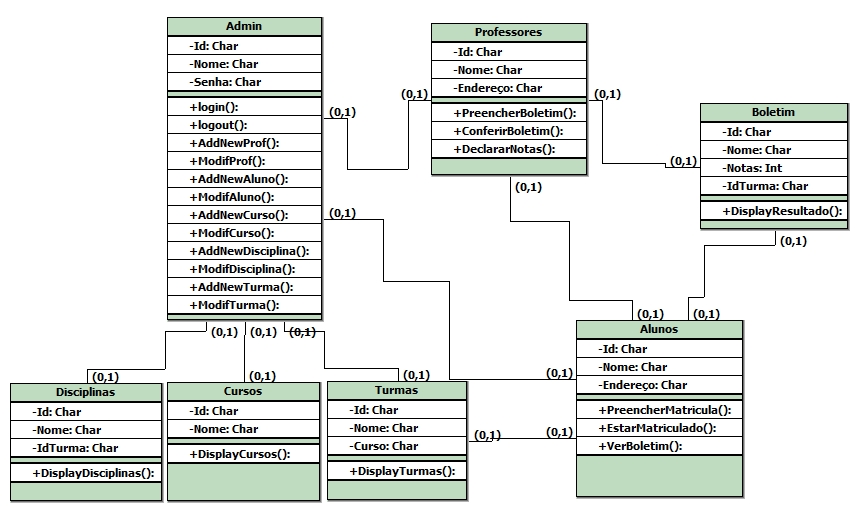 Admin
-Id: Char
-Nome: Char
-Senha: Char
+login():
+logout():
+AddNewProf():
+ModifProf():
+AddNewAluno():
+ModifAluno():
+AddNewCurso():
+ModifCurso():
+AddNewDisciplina():
+ModifDisciplina():
+AddNewTurma():
+ModifTurma():
(0,1)
(0,1)
(0,1)
(0,1)
(0,1)
Professores
-Id: Char
-Nome: Char
-Endereço: Char
+PreencherBoletim():
+ConferirBoletim():
+DeclararNotas():
(0,1)
(0,1)
(0,1)
Boletim
-Id: Char
-Nome: Char
-Notas: Int
-IdTurma: Char
+DisplayResultado():
(0,1)
(0,1)
Disciplinas
-Id: Char
-Nome: Char
-IdTurma: Char
+DisplayDisciplinas():
(0,1)
Cursos
-Id: Char
-Nome: Char
+DisplayCursos():
(0,1)
Turmas
-Id: Char
-Nome: Char
-Curso: Char
+DisplayTurmas():
(0,1)
(0,1)
Alunos
-Id: Char
-Nome: Char
-Endereço: Char
+PreencherMatricula():
+EstarMatriculado():
+VerBoletim():
(0,1)
(0,1)
(0,1)
(0,1)